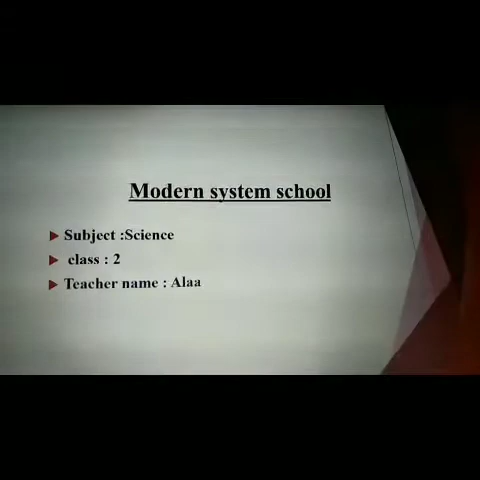 Modern system school
Subject :Science
class : 2
Teacher name : Alaa